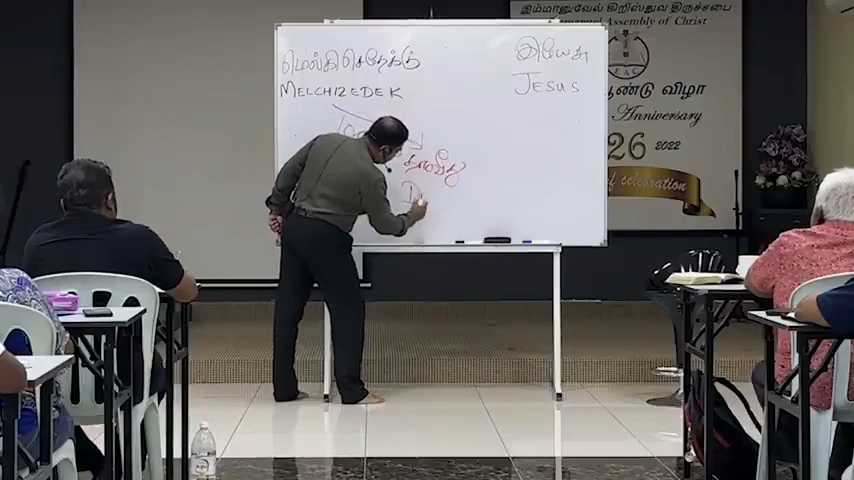 இம்மானுவேல் கிறிஸ்துவ திருச்சபை
Emmanuel Assembly of Christ
EAC
ஆண்டு விழா
Anniversary
26 2022
of celebration
மெல்கிசெதேக்கு
MELCHIZEDEK
இயேசு
JESUS
தாவீது
D